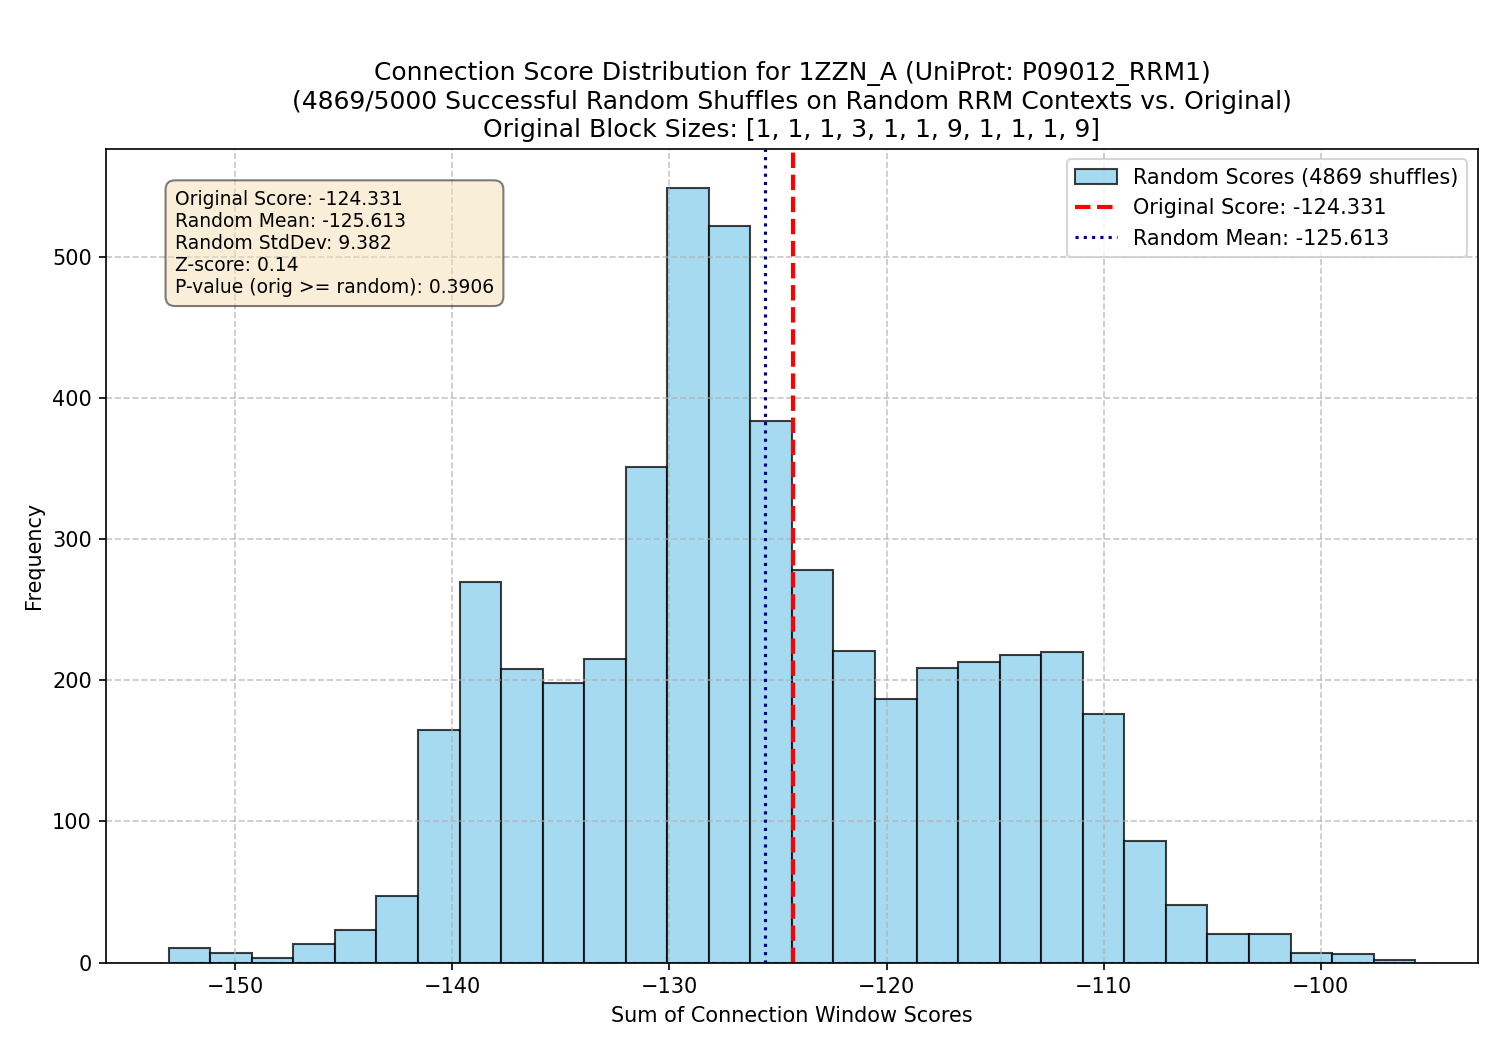 Connection Score Distribution for 1ZZN_A (UniProt: P09012_RRM1)
(4869/5000 Successful Random Shuffles on Random RRM Contexts vs. Original)
Original Block Sizes: [1, 1, 1, 3, 1, 1, 9, 1, 1, 1, 9]
Original Score: -124.331
Random Mean: -125.613
Random StdDev: 9.382
Z-score: 0.14
P-value (orig >= random): 0.3906
Random Scores (4869 shuffles)
Original Score: -124.331
Random Mean: -125.613
Frequency
500
400
300
200
100
0
−150
−140
−130
−120
−110
−100
Sum of Connection Window Scores